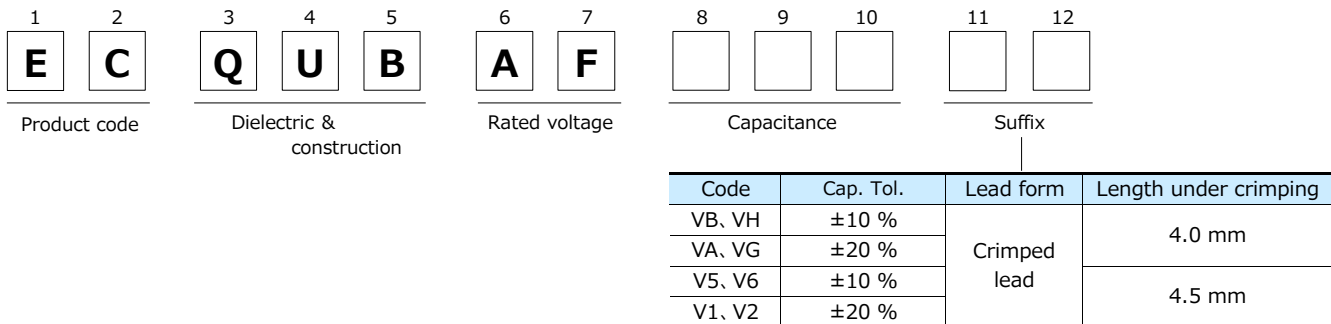 1 2 3 4 5 6 7 8 9 10 11 12
E C Q U B A F
Product code Dielectric & construction Rated voltage Capacitance Suffix
Code Cap. Tol. Lead form Length under crimping
VB、VH ±10 % Crimped lead 4.0 mm
VA、VG ±20 %
V5、V6 ±10 % 4.5 mm
V1、V2 ±20 %